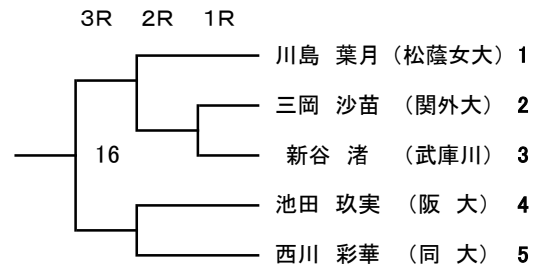 3R 2R 1R
川島 葉月（松蔭女大） 1
三岡 沙苗 （関外大） 2
16 新谷 渚 （武庫川） 3
池田 玖実 （阪 大） 4
西川 彩華 （同 大） 5